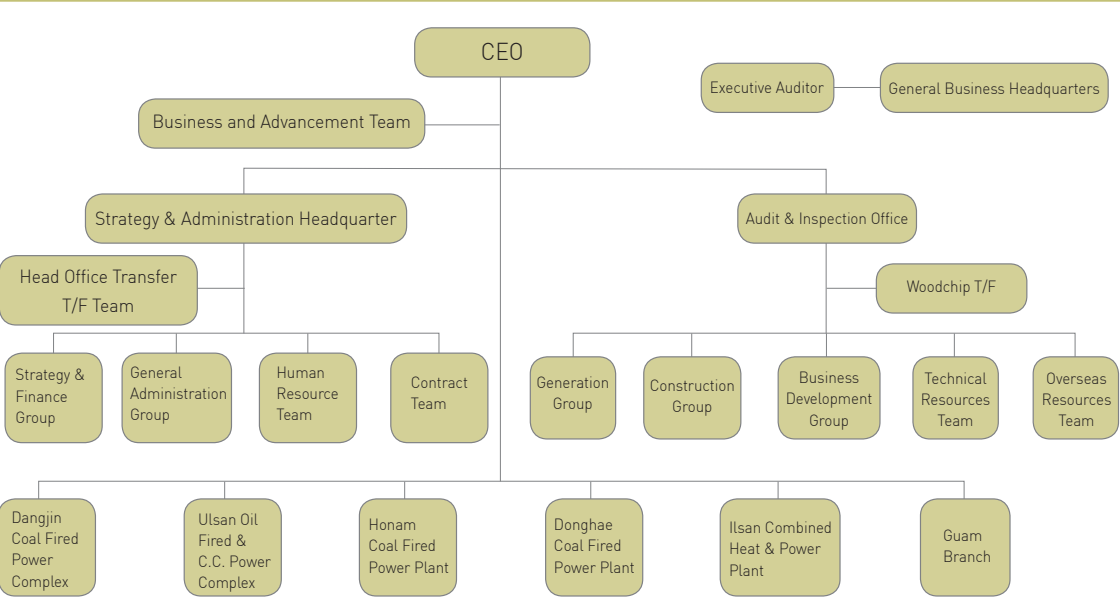 CEO
Executive Auditor
General Business Headquarters
Business and Advancement Team
Strategy & Administration Headquarter
Audit & Inspection Office
Head Office Transfer
T/F Team
Woodchip T/F
Strategy &
Finance
Group
General
Administration
Group
Human
Resource
Team
Contract
Team
Generation
Group
Construction
Group
Business
Development
Group
Technical
Resources
Team
Overseas
Resources
Team
Dangjin
Coal Fired
Power
Complex
Ulsan Oil
Fired &
C.C. Power
Complex
Honam
Coal Fired
Power Plant
Donghae
Coal Fired
Power Plant
Ilsan Combined
Heat & Power
Plant
Guam
Branch